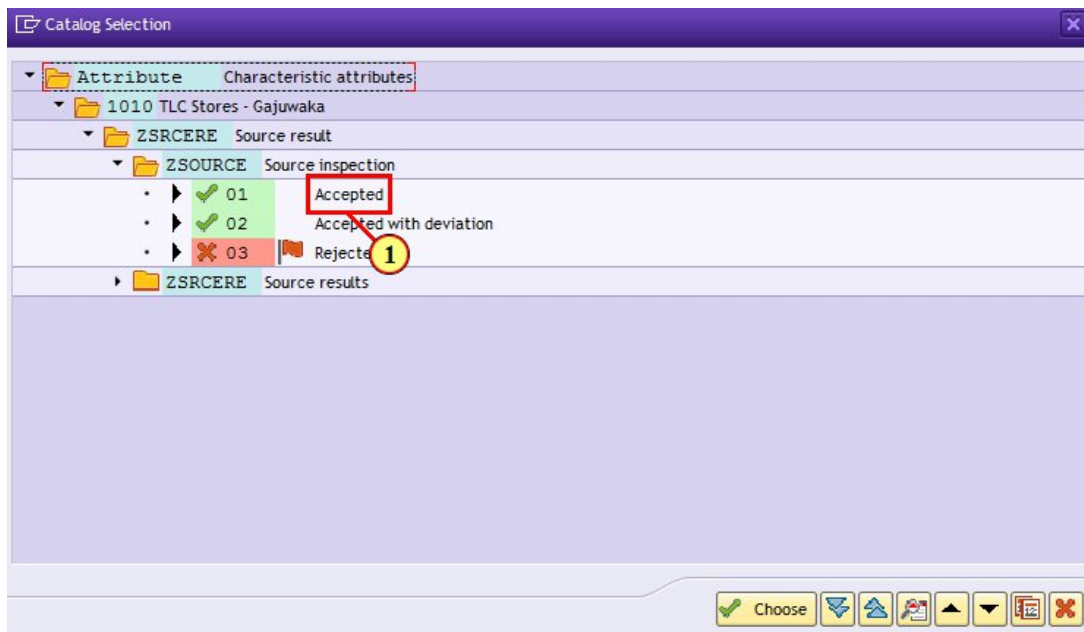 Catalog Selection
Attribute Characteristic attributes
1010 TLC Stores - Gajuwaka
ZSRCERE Source result
ZSOURCE Source inspection
01 Accepted
02 Accepted with deviation
03 Rejecte
1
ZSRCERE Source results
Choose